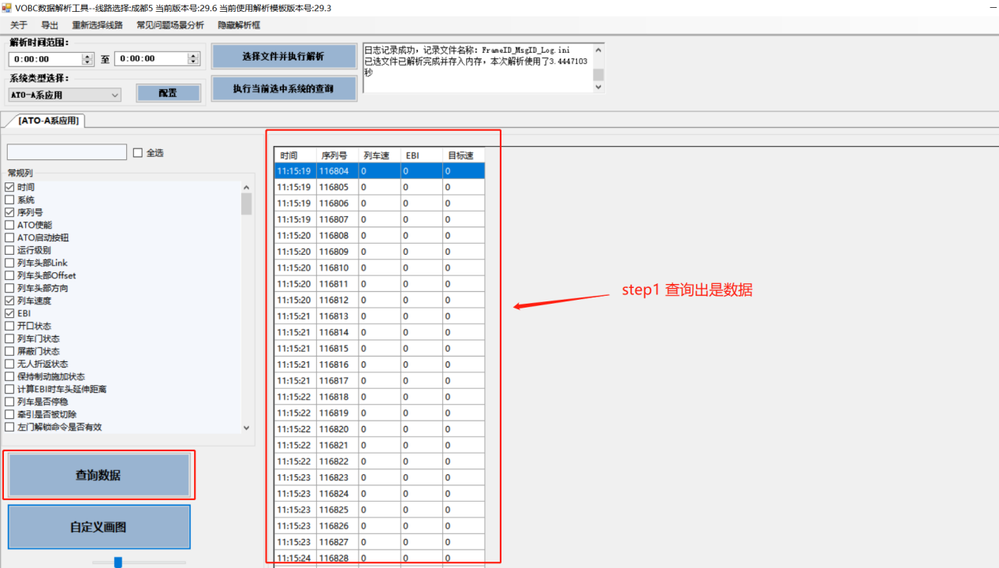 VOBC数据解析工具--线路选择:成都5 当前版本号:29.6 当前使用解析模板版本号:29.3
关于 导出 重新选择线路 常见问题场景分析 隐藏解析框
解析时间范围:
0:00:00 至 0:00:00
选择文件并执行解析
系统类型选择:
ATO-A系应用 配置
执行当前选中系统的查询
日志记录成功，记录文件名称: FrameID_MsgID_Log.ini
已选文件已解析完成并存入内存，本次解析使用了3.4447103
秒
[ATO-A系应用]
全选
常规列
时间
系统
序列号
ATO使能
ATO启动按钮
运行级别
列车头部Link
列车头部Offset
列车头部方向
列车速度
EBI
开口状态
列车门状态
屏蔽门状态
无人折返状态
保持制动施加状态
计算EBI时车头延伸距离
列车是否停稳
牵引是否被切除
左门解锁命令是否有效
查询数据
自定义画图
时间 序列号 列车速 EBI 目标速
11:15:19 116804 0 0 0
11:15:19 116805 0 0 0
11:15:19 116806 0 0 0
11:15:19 116807 0 0 0
11:15:20 116808 0 0 0
11:15:20 116809 0 0 0
11:15:20 116810 0 0 0
11:15:20 116811 0 0 0
11:15:20 116812 0 0 0
11:15:21 116813 0 0 0
11:15:21 116814 0 0 0
11:15:21 116815 0 0 0
11:15:21 116816 0 0 0
11:15:21 116817 0 0 0
11:15:22 116818 0 0 0
11:15:22 116819 0 0 0
11:15:22 116820 0 0 0
11:15:22 116821 0 0 0
11:15:22 116822 0 0 0
11:15:23 116823 0 0 0
11:15:23 116824 0 0 0
11:15:23 116825 0 0 0
11:15:23 116826 0 0 0
11:15:23 116827 0 0 0
11:15:24 116828 0 0 0
step1 查询出是数据